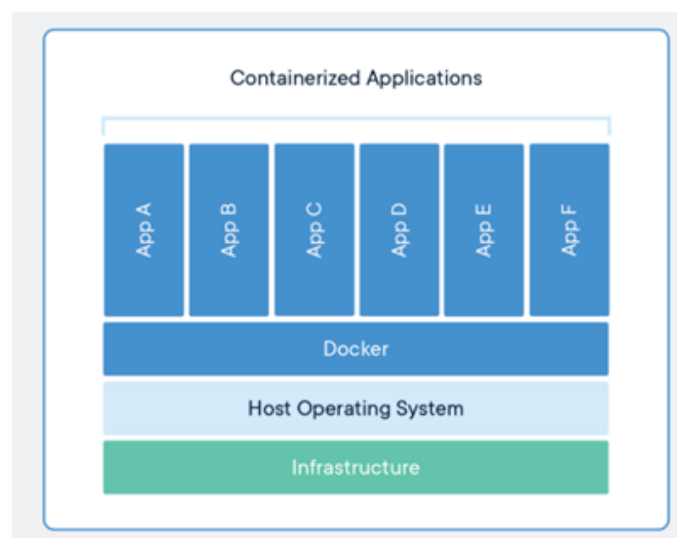 Containerized Applications
App A
App B
App C
App D
App E
App F
Docker
Host Operating System
Infrastructure